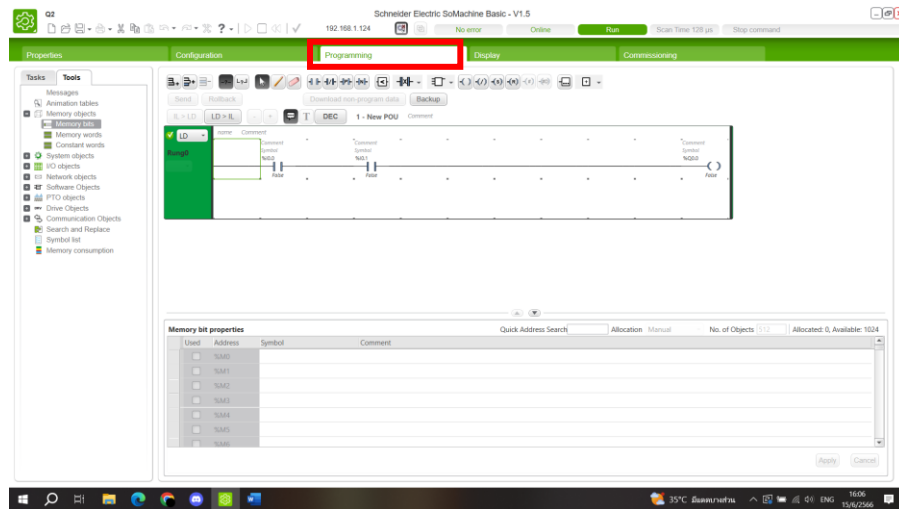 Q2
Schneider Electric SoMachine Basic - V1.5
192.168.1.124
No error
Online
Run
Scan Time 128 µs
Stop command
Properties
Configuration
Programming
Display
Commissioning
Tasks
Tools
Messages
Animation tables
Memory objects
Memory bits
Memory words
Constant words
System objects
I/O objects
Network objects
Software Objects
PTO objects
Drive Objects
Communication Objects
Search and Replace
Symbol list
Memory consumption
Send
Rollback
Download non-program data
Backup
IL > LD
LD > IL
T
DEC
1 - New POU
Comment
LD
name
Comment
Rung0
Comment
Symbol
%I0.0
False
Comment
Symbol
%I0.1
False
Comment
Symbol
%Q0.0
False
Memory bit properties
Quick Address Search
Allocation
Manual
No. of Objects
512
Allocated: 0, Available: 1024
Used
Address
Symbol
Comment
%M0
%M1
%M2
%M3
%M4
%M5
%M6
Apply
Cancel
35°C
ENG
16:06
15/6/2566